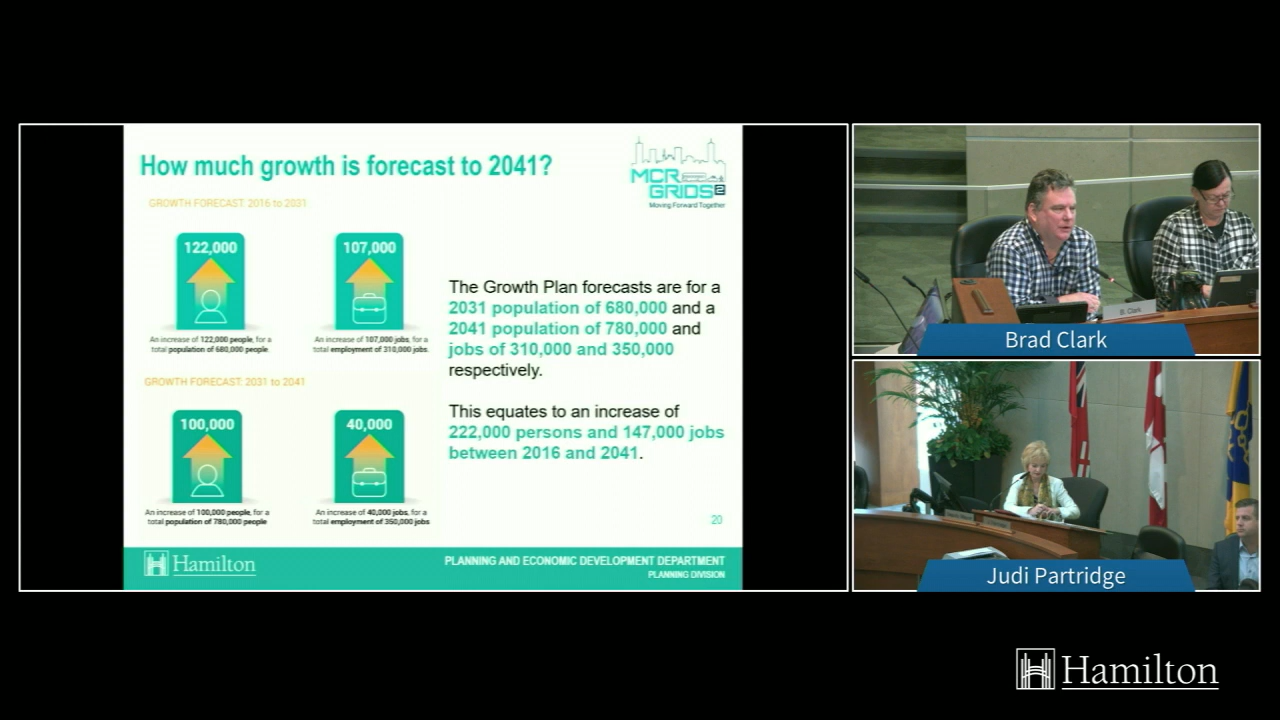 How much growth is forecast to 2041?
MCR
GRIDS2
Moving Forward Together
GROWTH FORECAST: 2016 to 2031
122,000
An increase of 122,000 people, for a
total population of 680,000 people.
107,000
An increase of 107,000 jobs, for a
total employment of 310,000 jobs.
GROWTH FORECAST: 2031 to 2041
100,000
An increase of 100,000 people, for a
total population of 780,000 people
40,000
An increase of 40,000 jobs, for a
total employment of 350,000 jobs
The Growth Plan forecasts are for a
2031 population of 680,000 and a
2041 population of 780,000 and
jobs of 310,000 and 350,000
respectively.
This equates to an increase of
222,000 persons and 147,000 jobs
between 2016 and 2041.
20
Hamilton
PLANNING AND ECONOMIC DEVELOPMENT DEPARTMENT
PLANNING DIVISION
B. Clark
Brad Clark
Judi Partridge
Hamilton